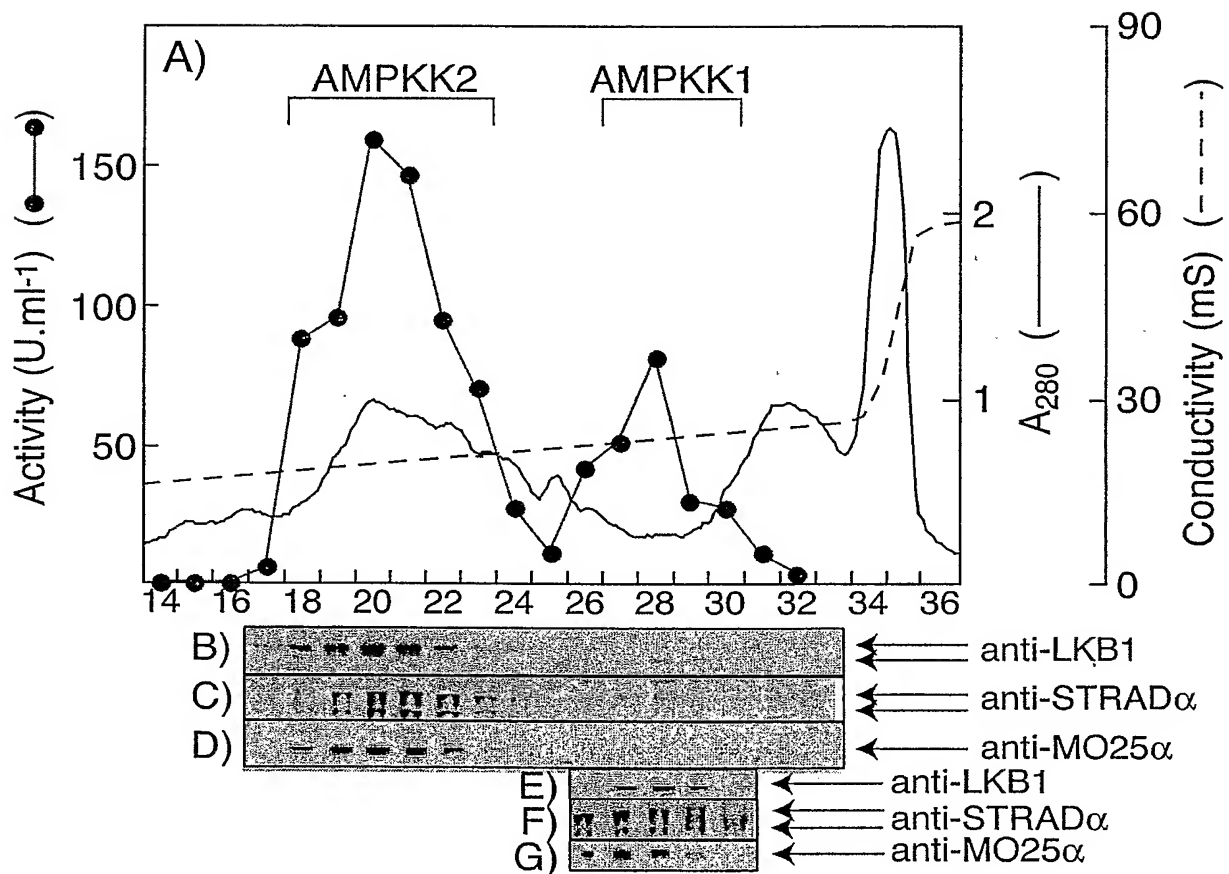 A)
AMPKK2
AMPKK1
Activity (U.ml-1) (●—●)
150
100
50
2
1
A280 (——)
90
60
30
0
Conductivity (mS) (- - - -)
14 16 18 20 22 24 26 28 30 32 34 36
B) anti-LKB1
C) anti-STRADα
D) anti-MO25α
E) anti-LKB1
F) anti-STRADα
G) anti-MO25α